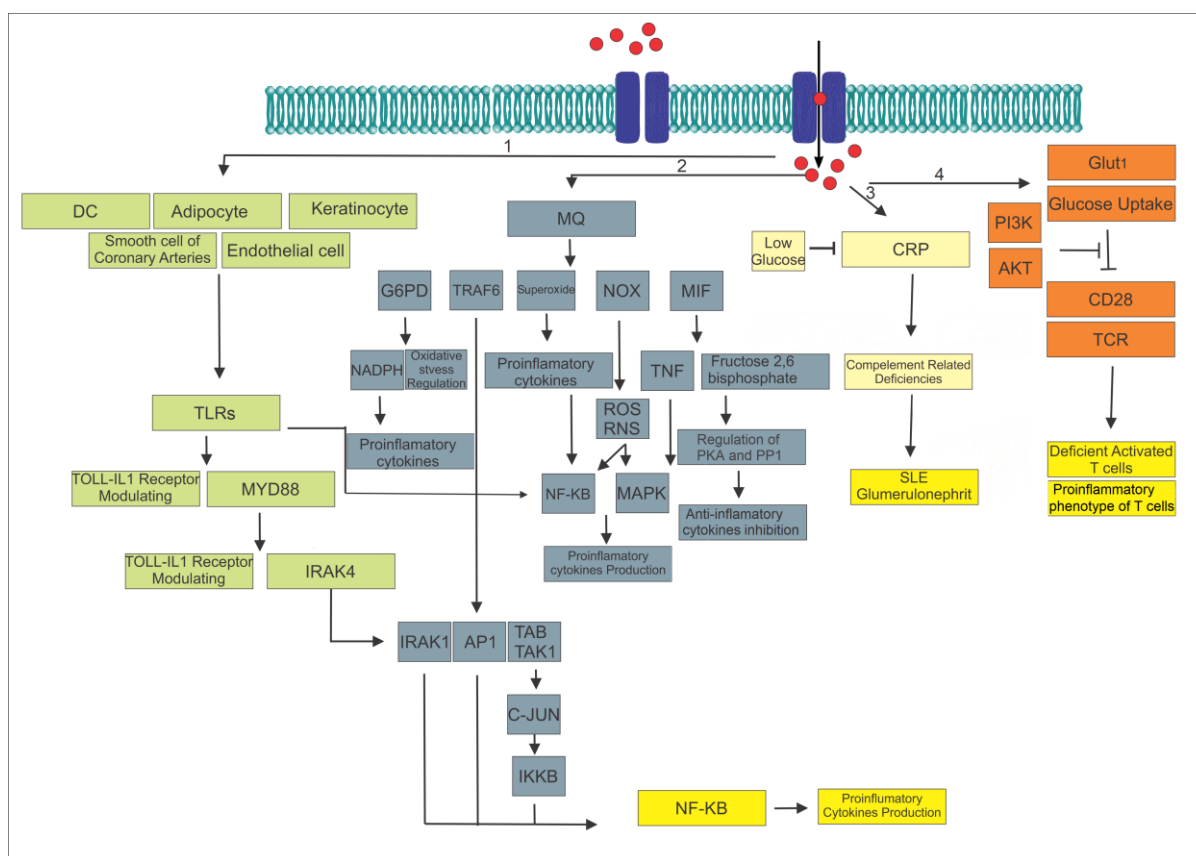 1
2
3
4
DC
Adipocyte
Keratinocyte
Smooth cell of
Coronary Arteries
Endothelial cell
TLRs
TOLL-IL1 Receptor
Modulating
MYD88
TOLL-IL1 Receptor
Modulating
IRAK4
MQ
G6PD
TRAF6
Superoxide
NOX
MIF
NADPH
Oxidative
stvess
Regulation
Proinflamatory
cytokines
Proinflamatory
cytokines
TNF
Fructose 2,6
bisphosphate
ROS
RNS
Regulation of
PKA and PP1
NF-KB
MAPK
Anti-inflamatory
cytokines inhibition
Proinflamatory
cytokines Production
IRAK1
AP1
TAB
TAK1
C-JUN
IKKB
NF-KB
Proinflumatory
Cytokines Production
Low
Glucose
CRP
Compelement Related
Deficiencies
SLE
Glumerulonephrit
Glut1
Glucose Uptake
PI3K
AKT
CD28
TCR
Deficient Activated
T cells
Proinflammatory
phenotype of T cells